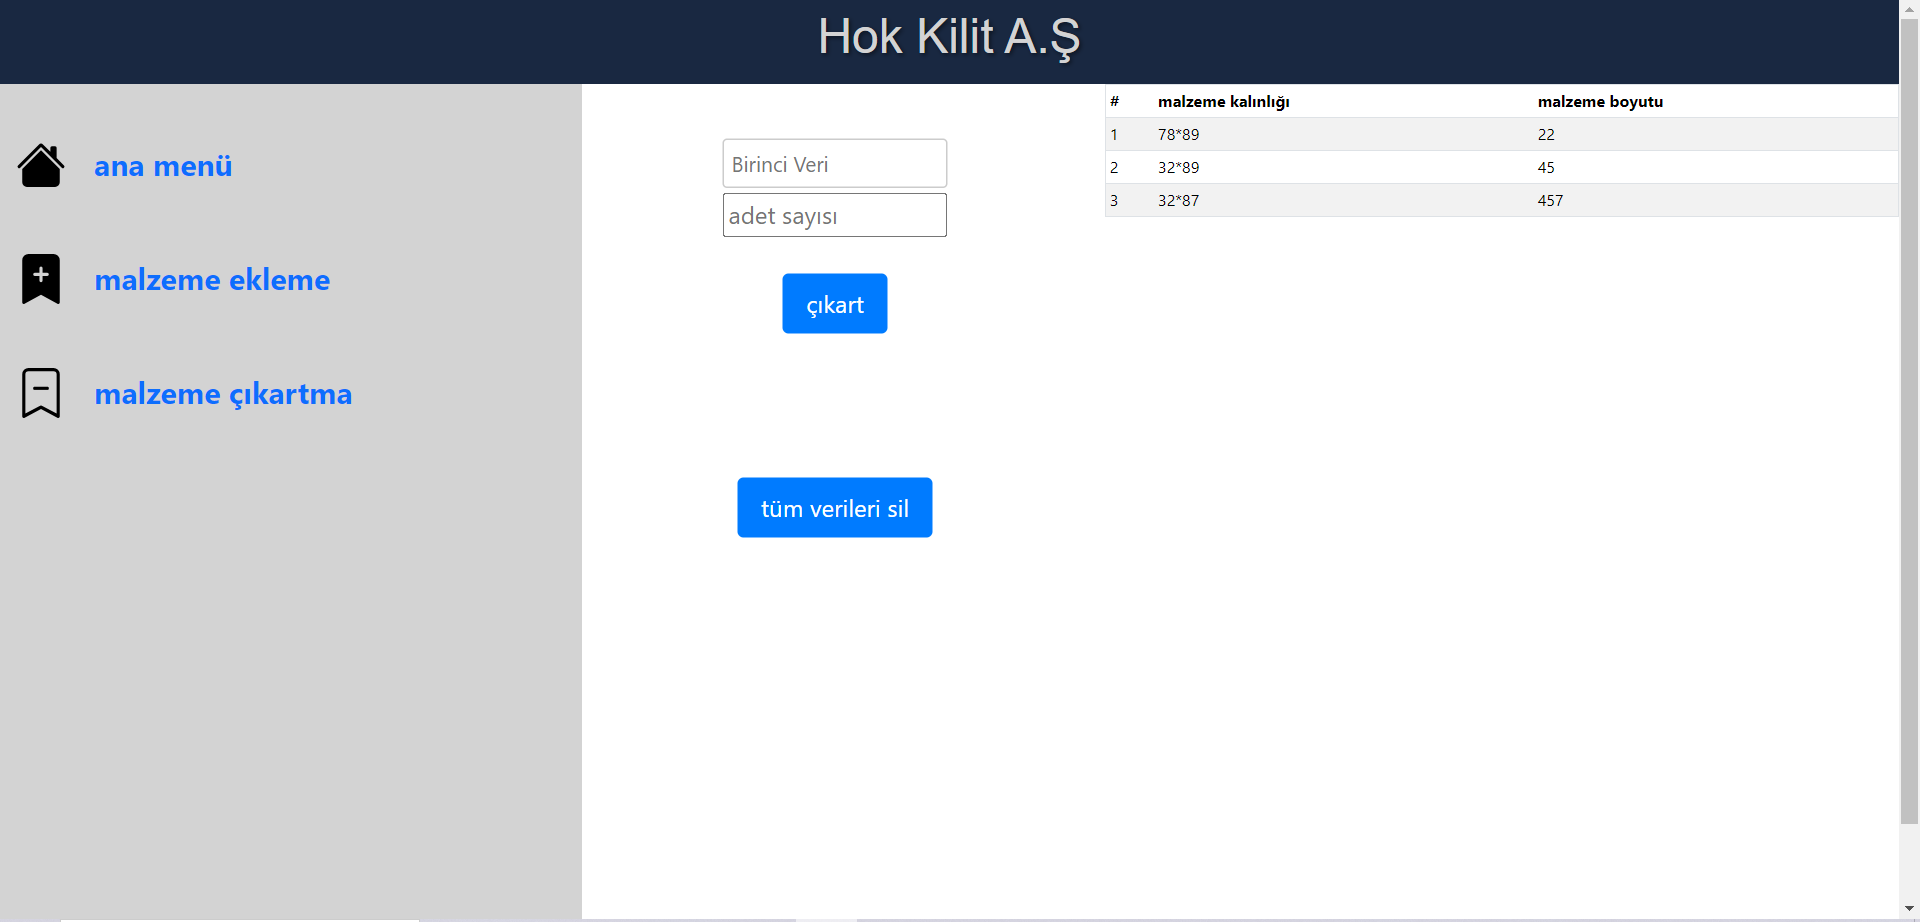 Hok Kilit A.Ş
ana menü
malzeme ekleme
malzeme çıkartma
Birinci Veri
adet sayısı
çıkart
tüm verileri sil
# malzeme kalınlığı malzeme boyutu
1 78*89 22
2 32*89 45
3 32*87 457